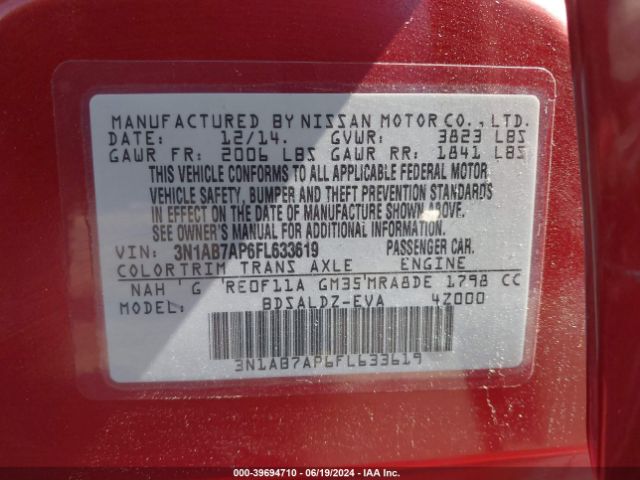 MANUFACTURED BY NISSAN MOTOR CO., LTD.
DATE: 12/14. GVWR: 3823 LBS
GAWR FR: 2006 LBS GAWR RR: 1841 LBS
THIS VEHICLE CONFORMS TO ALL APPLICABLE FEDERAL MOTOR
VEHICLE SAFETY, BUMPER AND THEFT PREVENTION STANDARDS
IN EFFECT ON THE DATE OF MANUFACTURE SHOWN ABOVE.
SEE OWNER'S MANUAL FOR ADDITIONAL INFORMATION.
VIN: 3N1AB7AP6FL633619 PASSENGER CAR.
COLOR TRIM TRANS AXLE ENGINE
NAH ' G 'RE0F11A GM35'MRA8DE 1798 CC
MODEL: BDSALDZ-EVA 4Z000
3N1AB7AP6FL633619
000-39694710 - 06/19/2024 - IAA Inc.